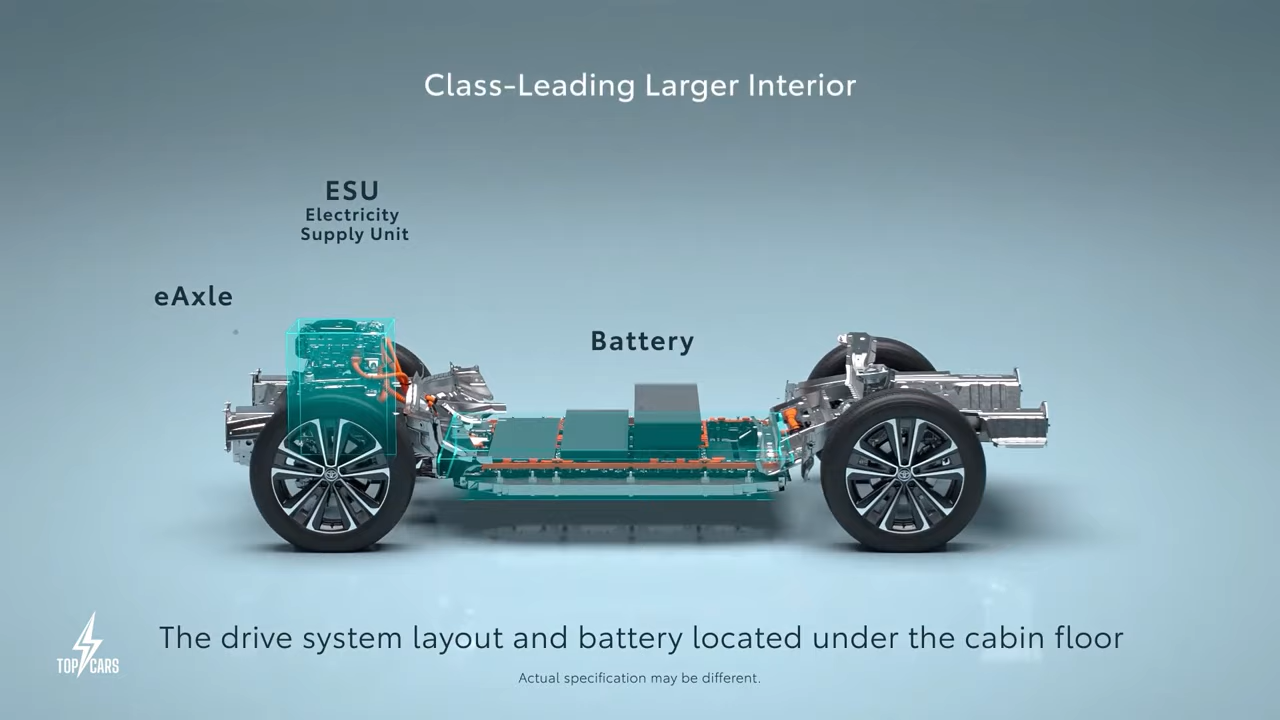 Class-Leading Larger Interior
ESU
Electricity
Supply Unit
eAxle
Battery
The drive system layout and battery located under the cabin floor
TOP CARS
Actual specification may be different.